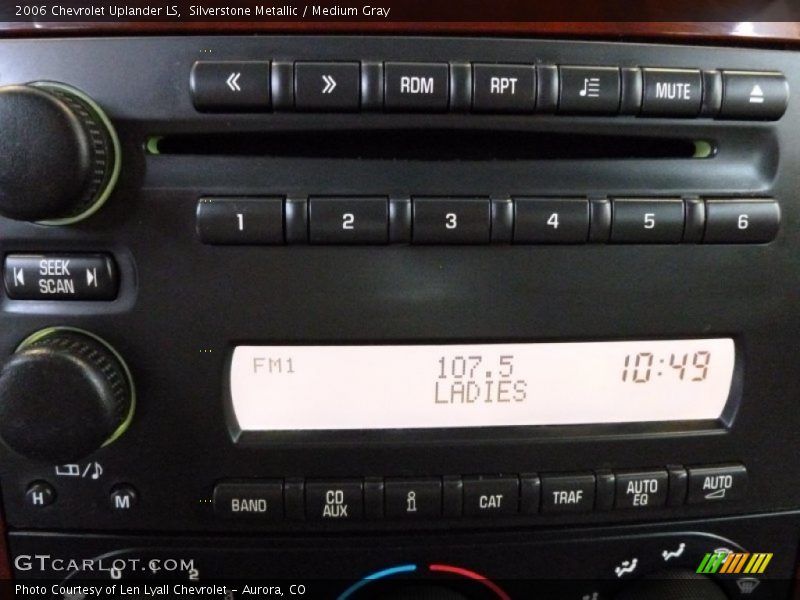 2006 Chevrolet Uplander LS, Silverstone Metallic / Medium Gray
RDM RPT MUTE
1 2 3 4 5 6
SEEK
SCAN
FM1 107.5 10:49
LADIES
H M
BAND CD AUX i CAT TRAF AUTO EQ AUTO
0 2
GTCARLOT.COM
Photo Courtesy of Len Lyall Chevrolet - Aurora, CO